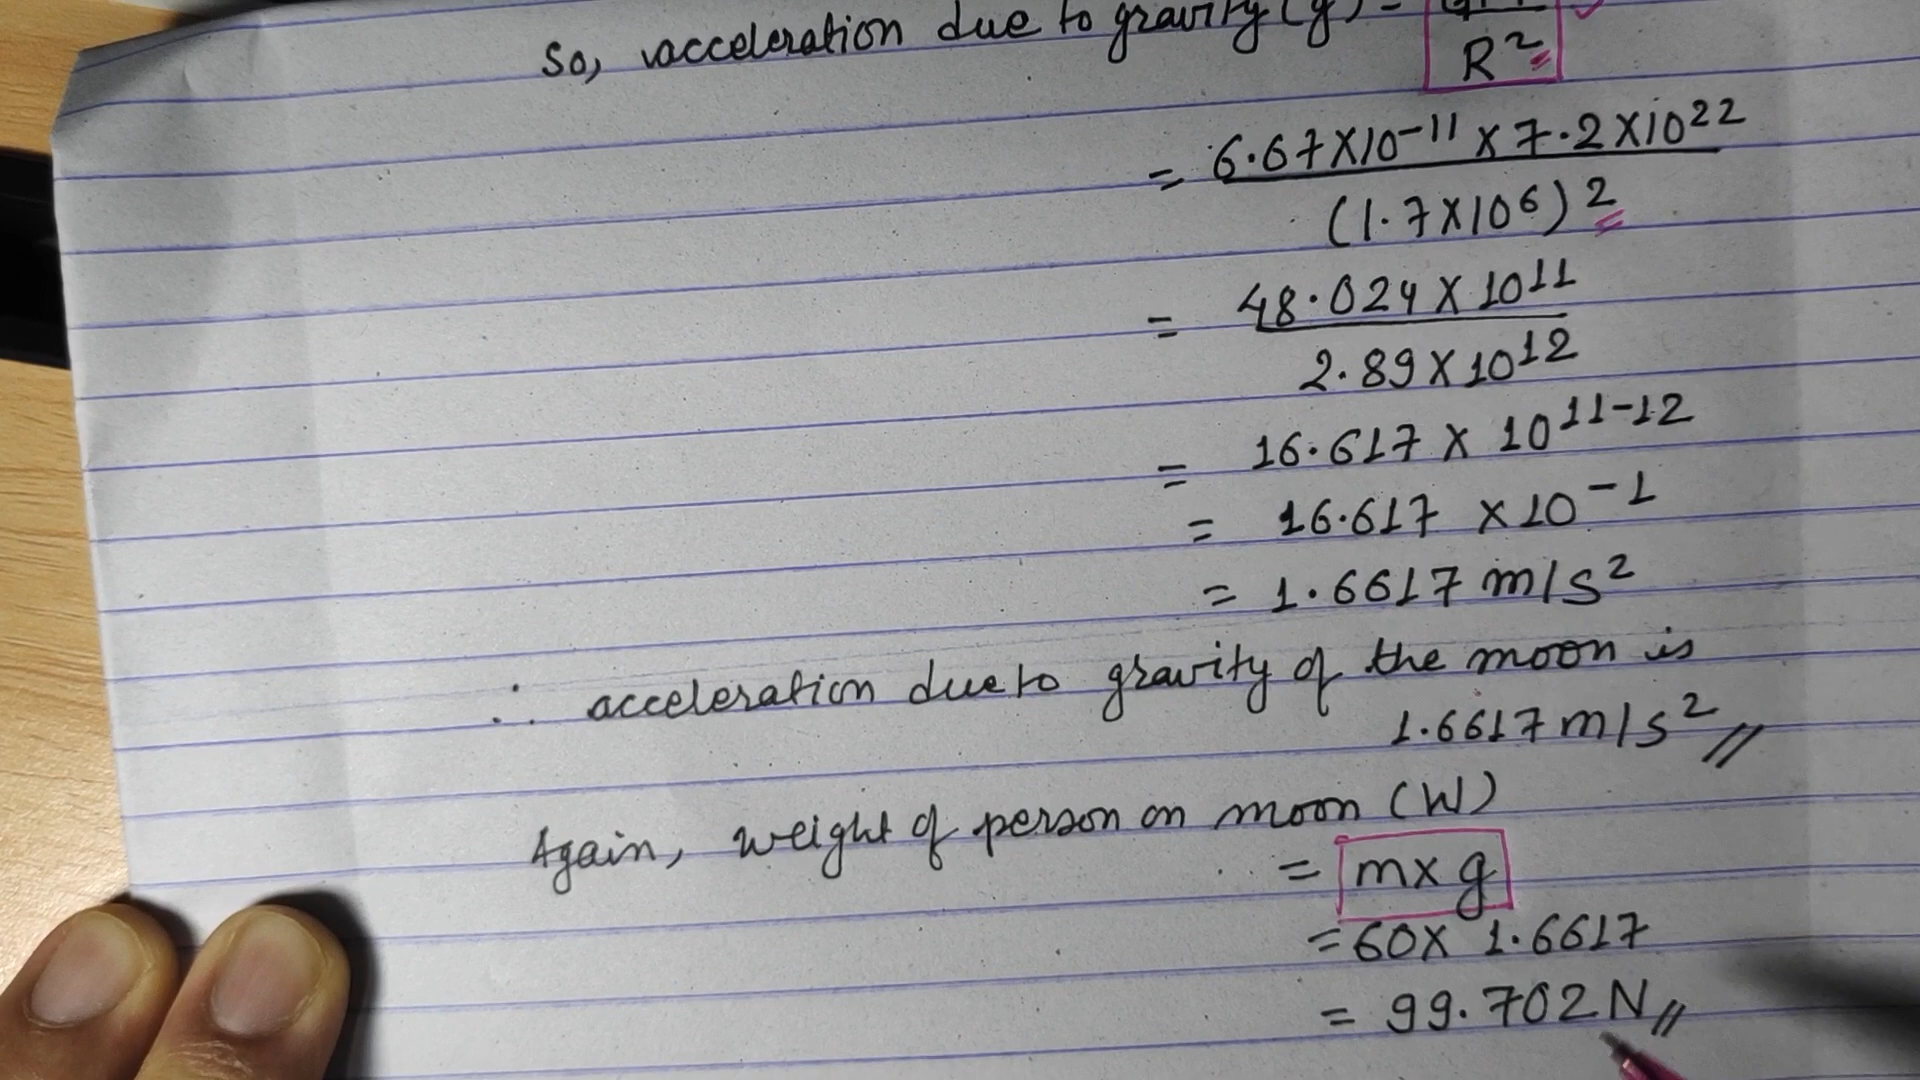 So, acceleration due to gravity (g) =
R²
= 6.67×10⁻¹¹ × 7.2×10²²
(1.7×10⁶)²
= 48.024 × 10¹¹
2.89 × 10¹²
= 16.617 × 10¹¹⁻¹²
= 16.617 × 10⁻¹
= 1.6617 m/s²
∴ acceleration due to gravity of the moon is
1.6617 m/s² //
Again, weight of person on moon (W)
= m × g
= 60 × 1.6617
= 99.702 N //